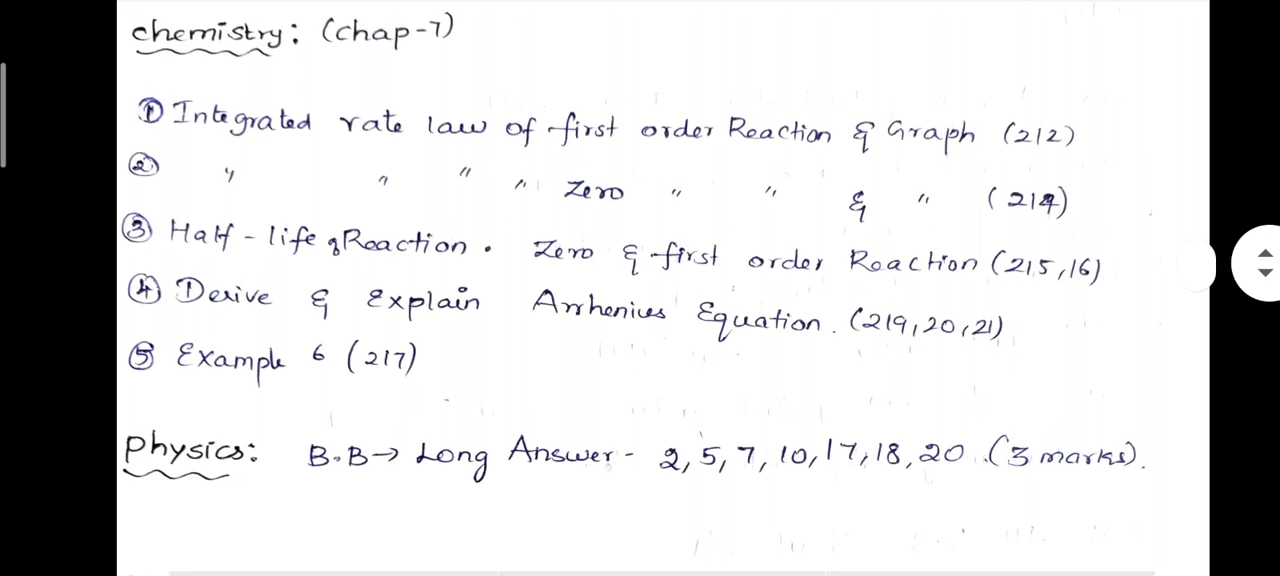 chemistry: (chap-7)
① Integrated rate law of first order Reaction & Graph (212)
② " " " " Zero " " & " (214)
③ Half-life of Reaction. Zero & first order Reaction (215,16)
④ Derive & Explain Arrhenius Equation. (219,20,21)
⑤ Example 6 (217)
Physics: B.B → Long Answer - 2, 5, 7, 10, 17, 18, 20. (3 marks).